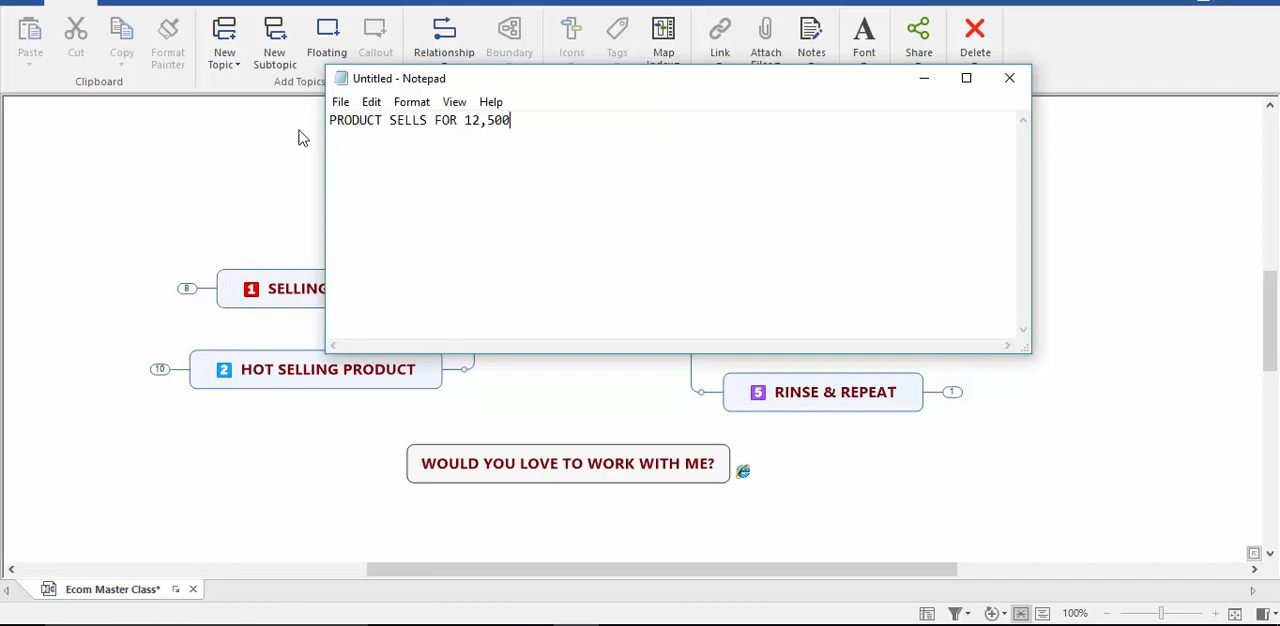 Paste
Cut
Copy
Format Painter
Clipboard
New Topic
New Subtopic
Floating
Callout
Add Topics
Relationship
Boundary
Icons
Tags
Map
Link
Attach
Notes
Font
Share
Delete
Untitled - Notepad
File Edit Format View Help
PRODUCT SELLS FOR 12,500
8
1 SELLING
10
2 HOT SELLING PRODUCT
5 RINSE & REPEAT
1
WOULD YOU LOVE TO WORK WITH ME?
Ecom Master Class*
100%